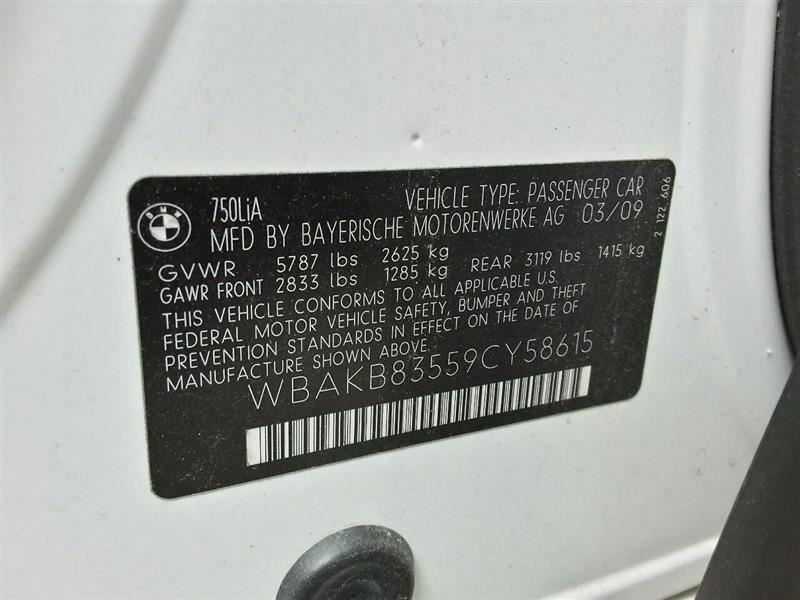 BMW
750LiA VEHICLE TYPE: PASSENGER CAR
MFD BY BAYERISCHE MOTORENWERKE AG 03/09
GVWR 5787 lbs 2625 kg
GAWR FRONT 2833 lbs 1285 kg REAR 3119 lbs 1415 kg
THIS VEHICLE CONFORMS TO ALL APPLICABLE U.S.
FEDERAL MOTOR VEHICLE SAFETY, BUMPER AND THEFT
PREVENTION STANDARDS IN EFFECT ON THE DATE OF
MANUFACTURE SHOWN ABOVE.
WBAKB83559CY58615
2 122 606